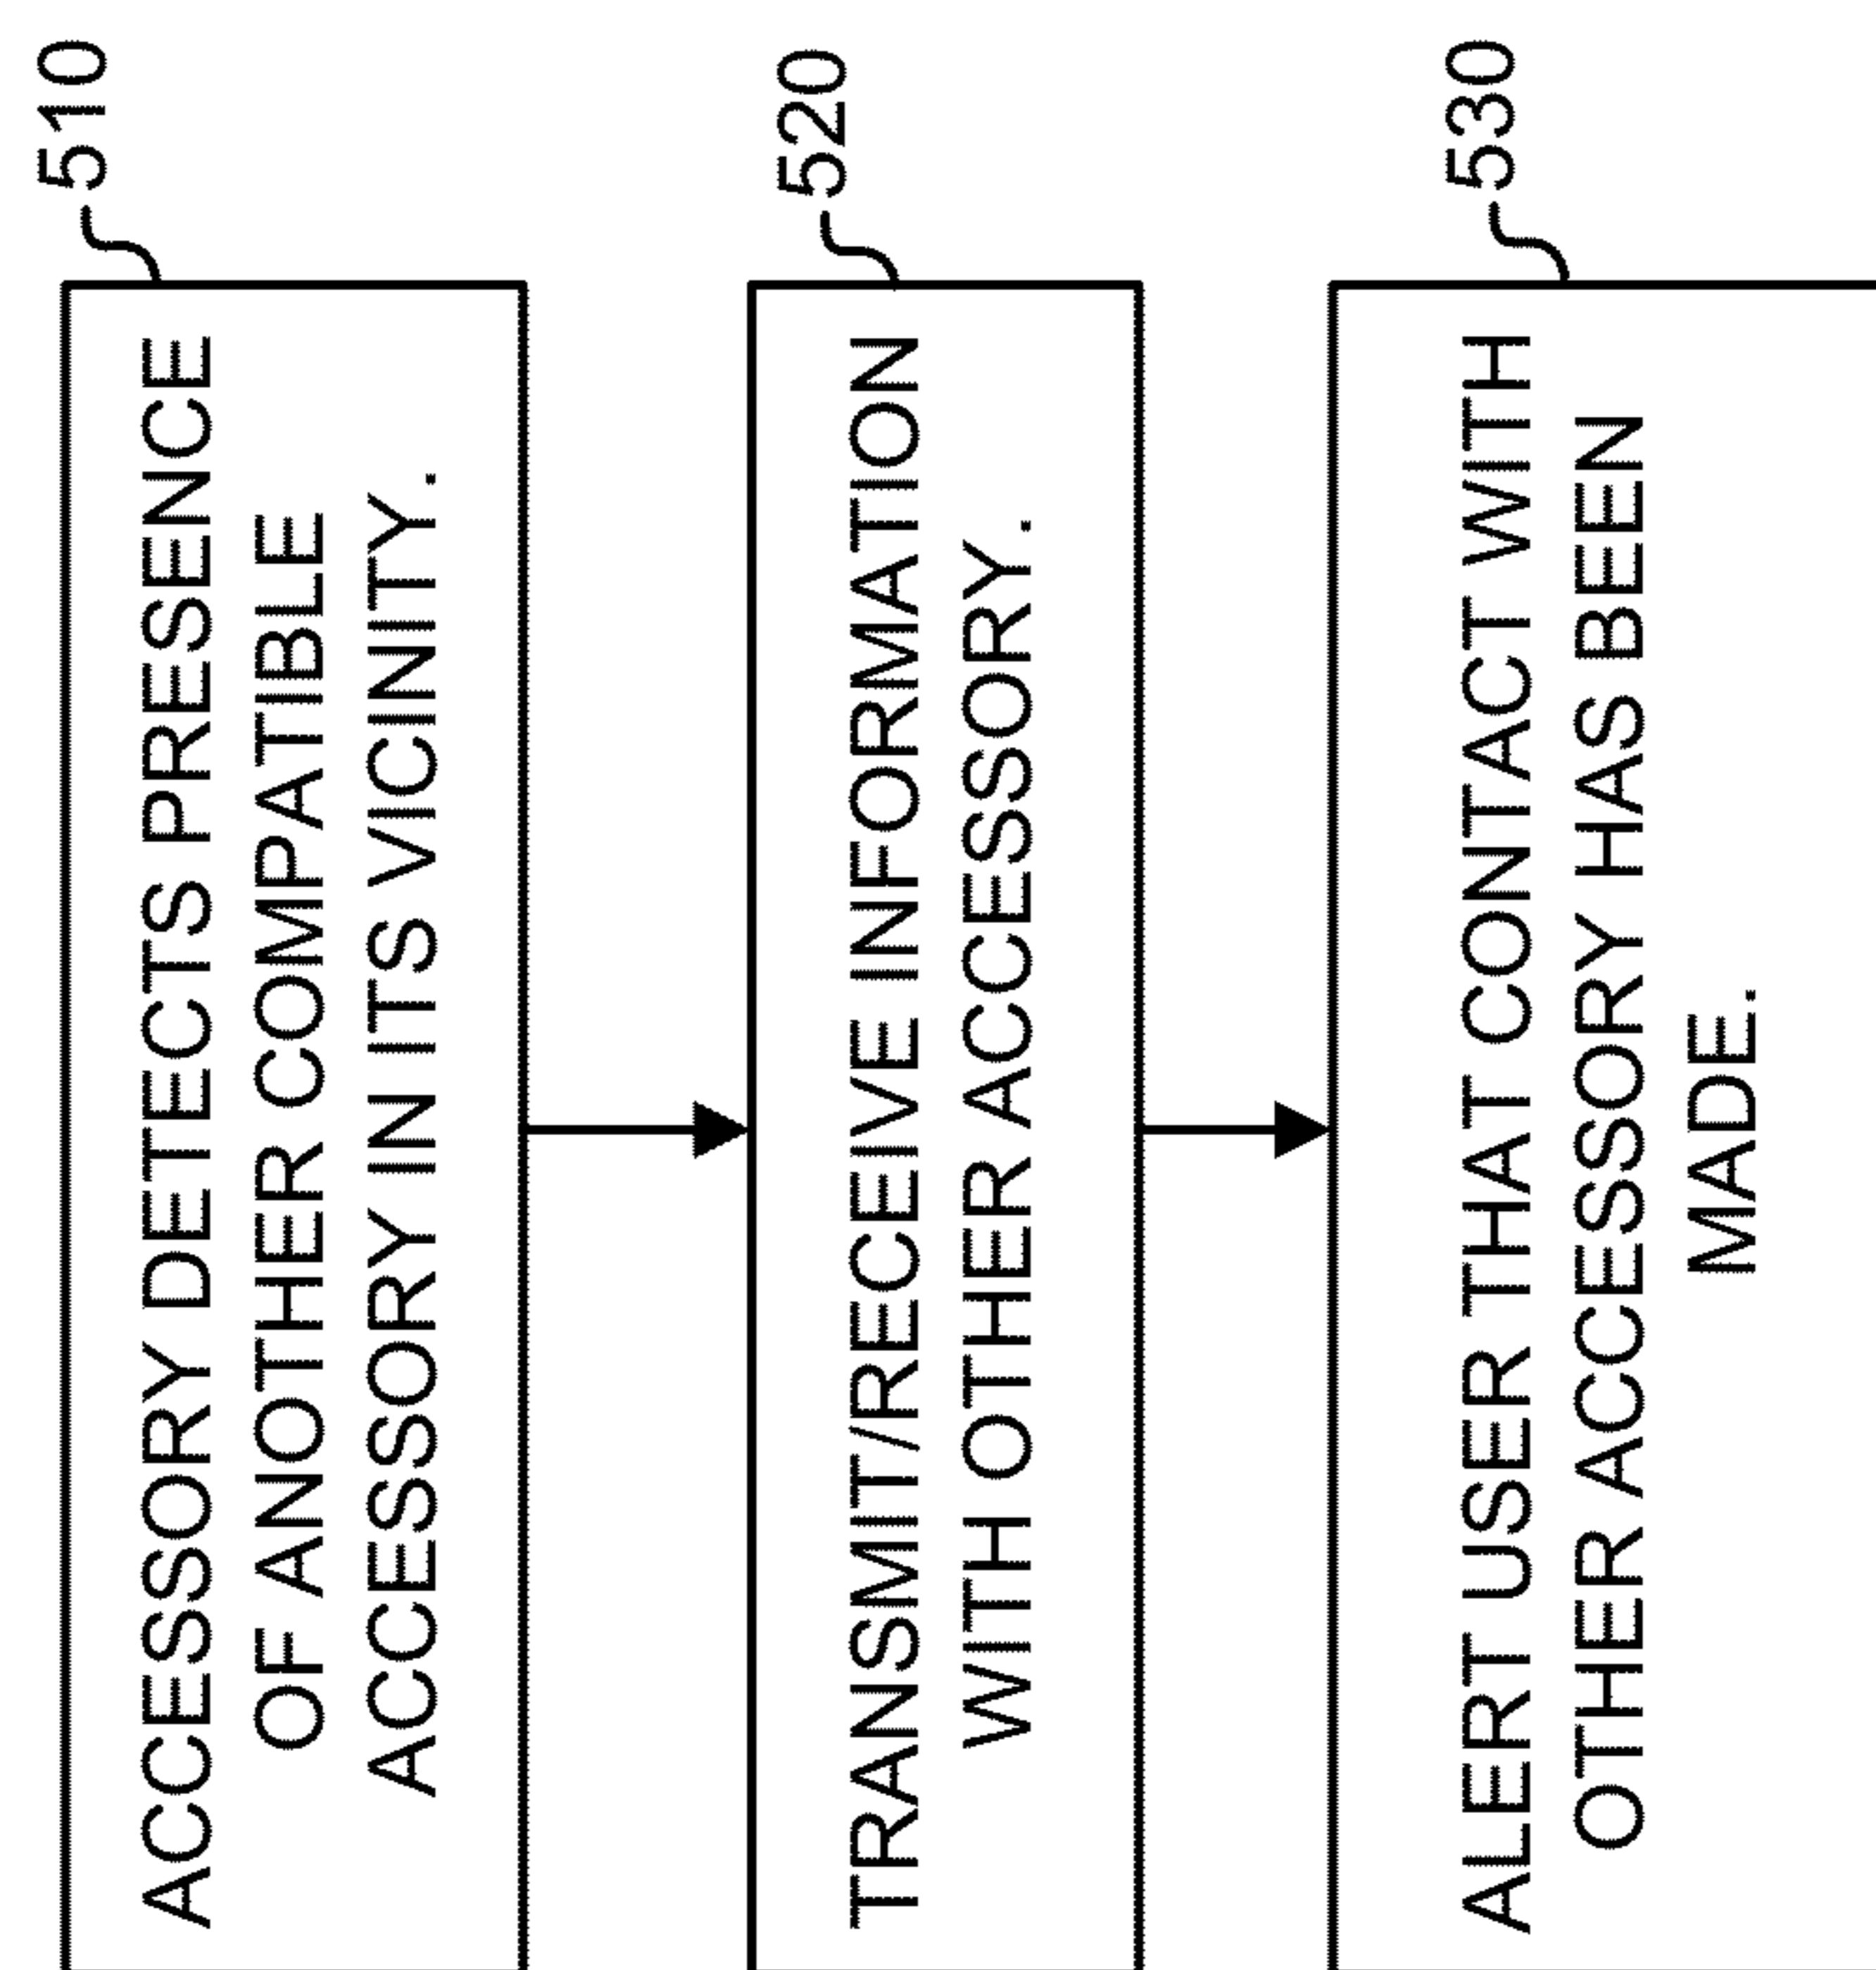 510
ACCESSORY DETECTS PRESENCE
OF ANOTHER COMPATIBLE
ACCESSORY IN ITS VICINITY.
520
TRANSMIT/RECEIVE INFORMATION
WITH OTHER ACCESSORY.
530
ALERT USER THAT CONTACT WITH
OTHER ACCESSORY HAS BEEN
MADE.